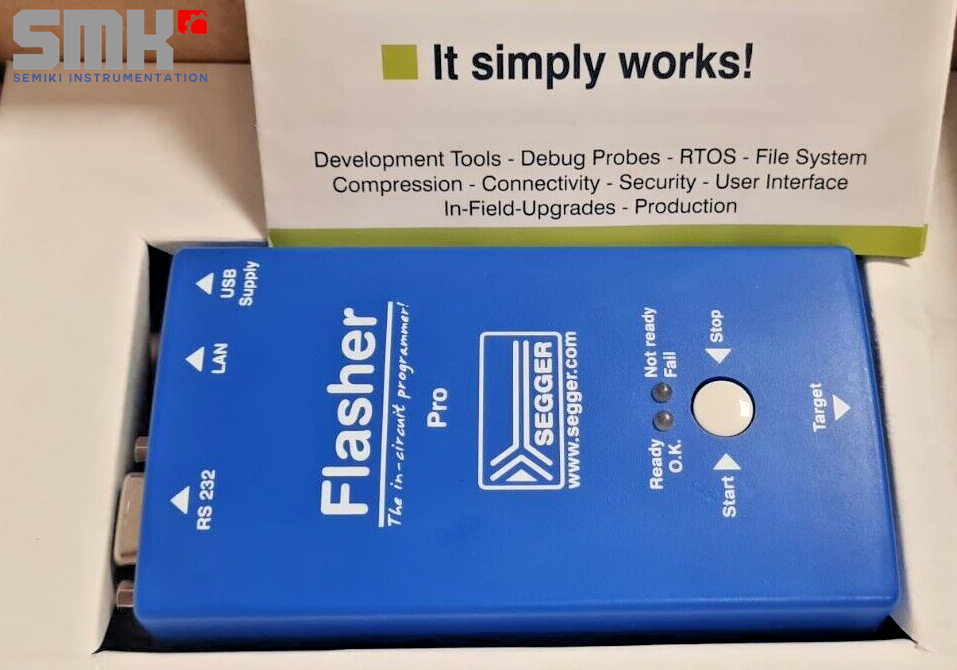 SMK
SEMIKI INSTRUMENTATION
It simply works!
Development Tools - Debug Probes - RTOS - File System
Compression - Connectivity - Security - User Interface
In-Field-Upgrades - Production
USB
Supply
LAN
RS 232
Flasher
The in-circuit programmer!
Pro
SEGGER
www.segger.com
Not ready
Fail
Ready
O.K.
Stop
Start
Target